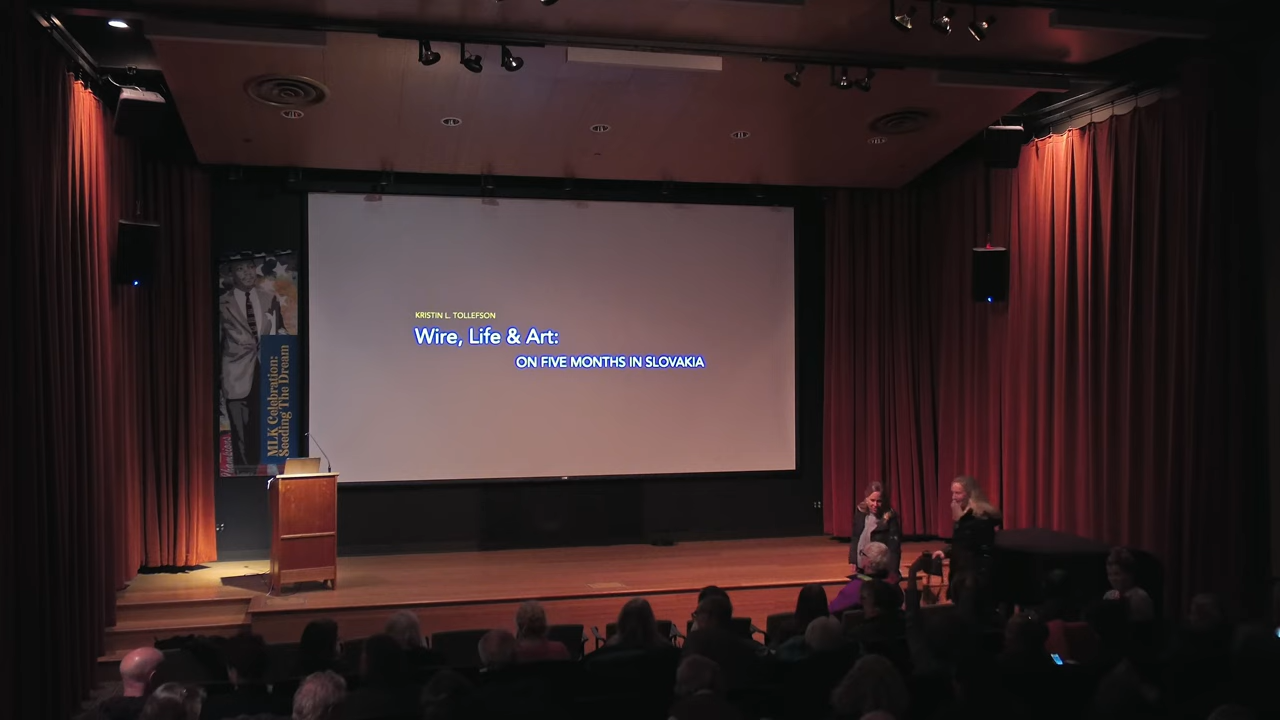 KRISTIN L. TOLLEFSON
Wire, Life & Art:
ON FIVE MONTHS IN SLOVAKIA
MLK Celebration:
Seeding The Dream